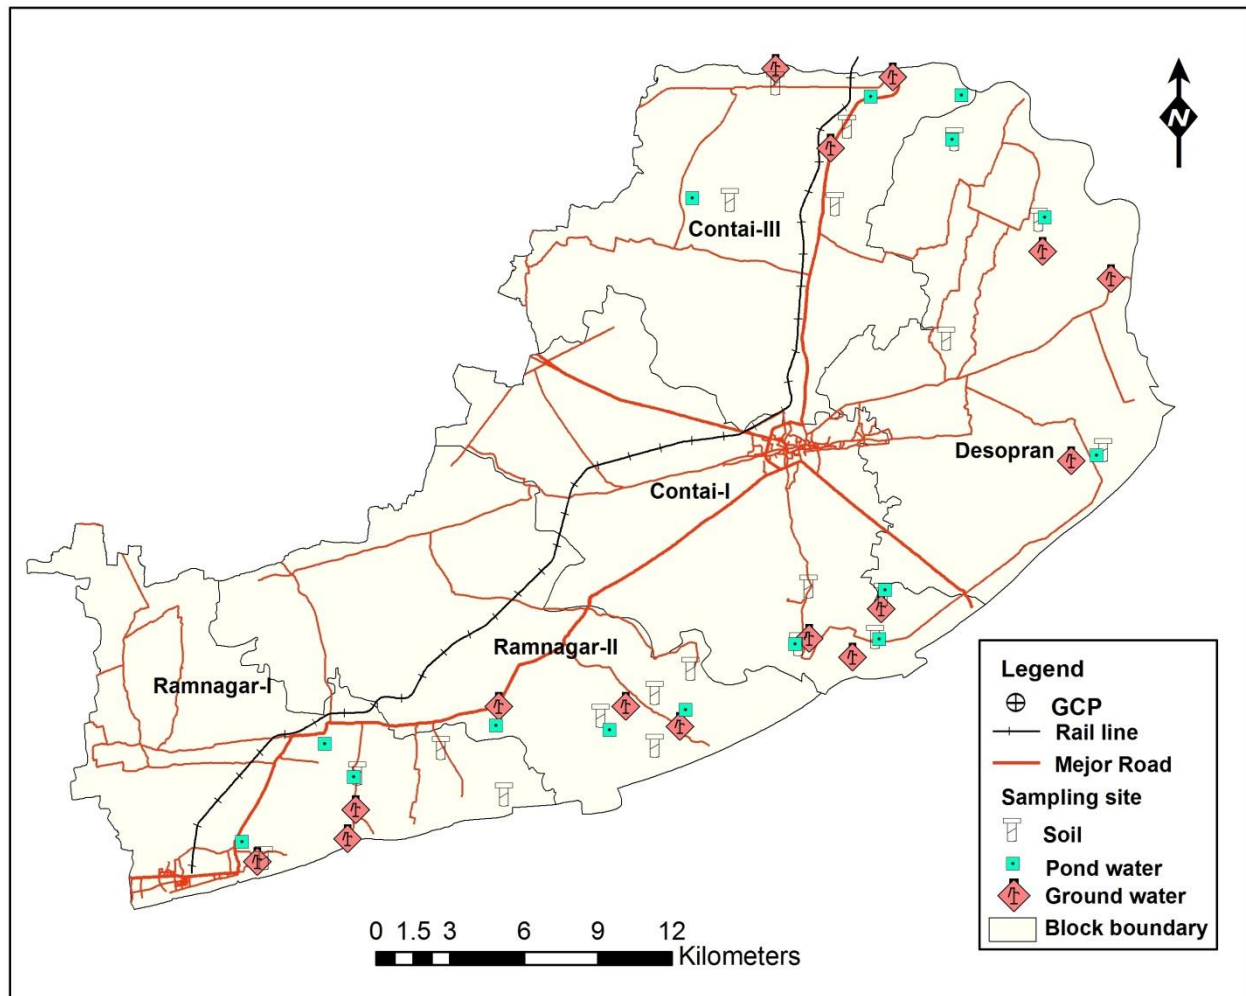 N
Contai-III
Desopran
Contai-I
Ramnagar-II
Ramnagar-I
Legend
GCP
Rail line
Mejor Road
Sampling site
Soil
Pond water
Ground water
Block boundary
0 1.5 3 6 9 12
Kilometers